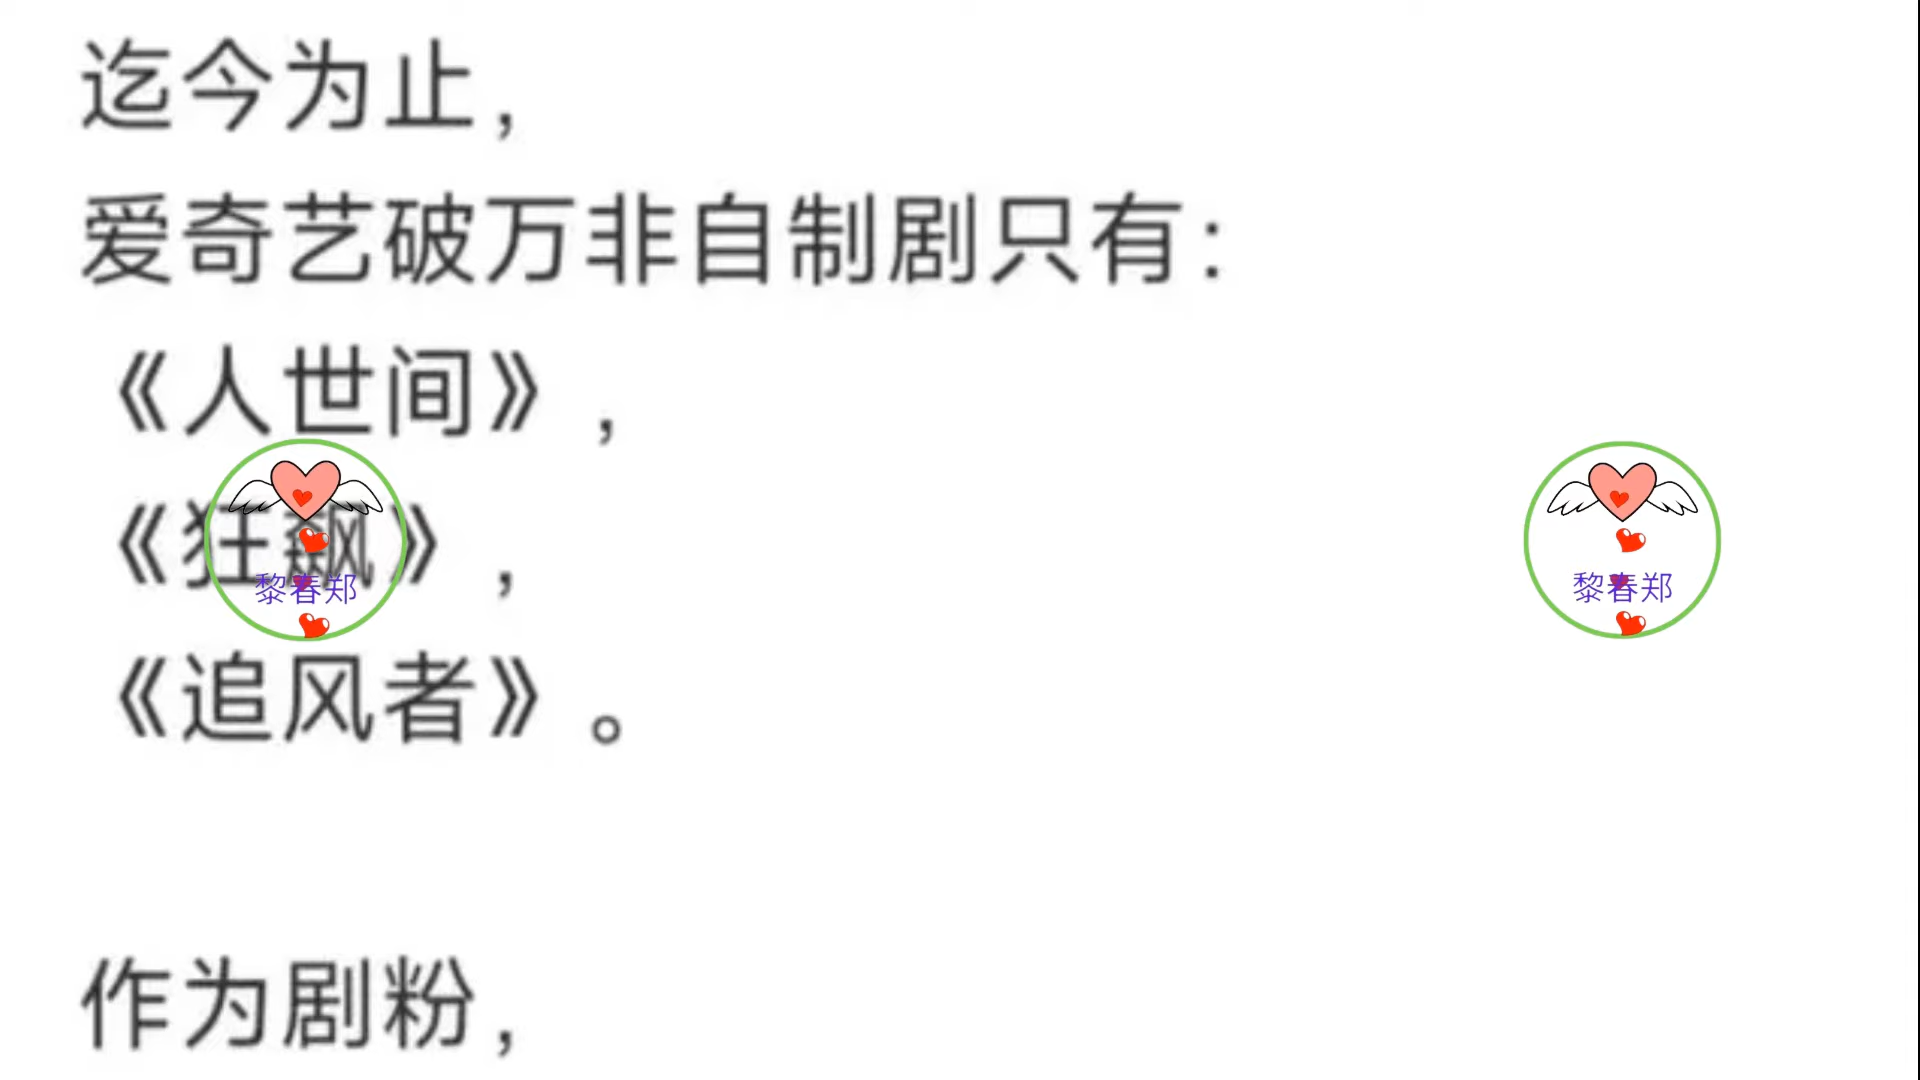 迄今为止,
爱奇艺破万非自制剧只有:
《人世间》,
《狂飙》,
黎春郑
黎春郑
《追风者》。
作为剧粉,